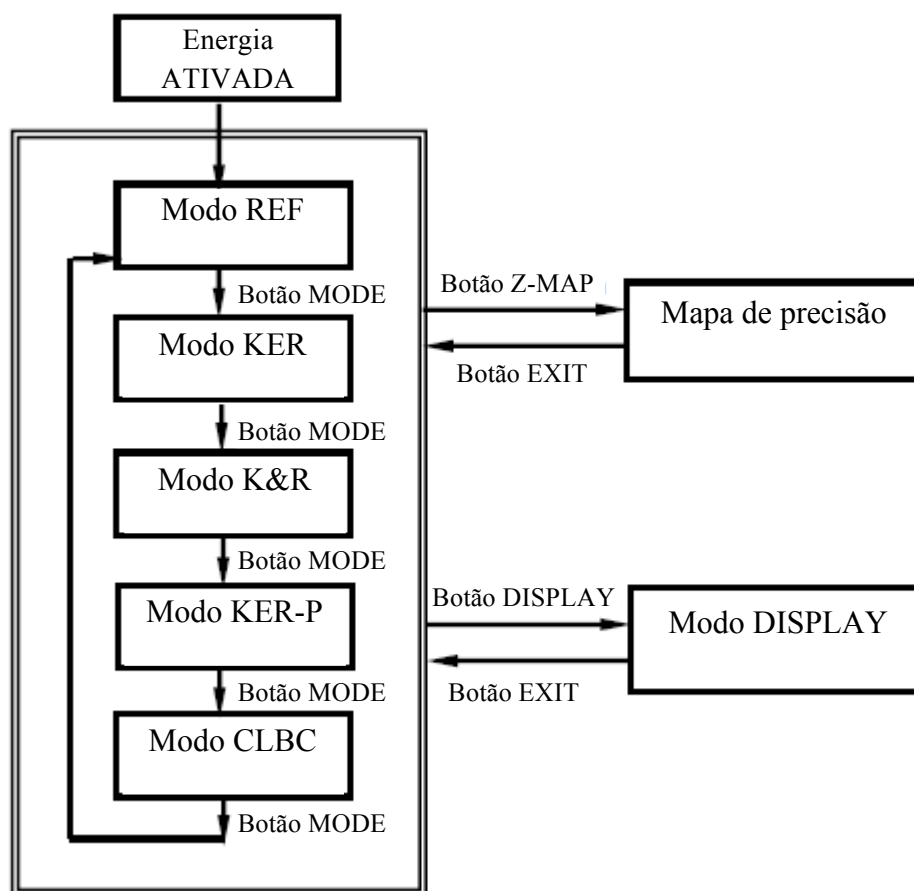 Energia
ATIVADA
Modo REF
Botão MODE
Modo KER
Botão MODE
Modo K&R
Botão MODE
Modo KER-P
Botão MODE
Modo CLBC
Botão MODE
Botão Z-MAP
Mapa de precisão
Botão EXIT
Botão DISPLAY
Modo DISPLAY
Botão EXIT